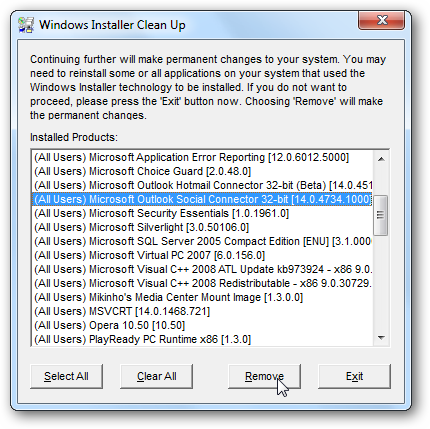 Windows Installer Clean Up
Continuing further will make permanent changes to your system. You may
need to reinstall some or all applications on your system that used the
Windows Installer technology to be installed. If you do not want to
proceed, please press the 'Exit' button now. Choosing 'Remove' will make
the permanent changes.
Installed Products:
(All Users) Microsoft Application Error Reporting [12.0.6012.5000]
(All Users) Microsoft Choice Guard [2.0.48.0]
(All Users) Microsoft Outlook Hotmail Connector 32-bit (Beta) [14.0.451
(All Users) Microsoft Outlook Social Connector 32-bit [14.0.4734.1000]
(All Users) Microsoft Security Essentials [1.0.1961.0]
(All Users) Microsoft Silverlight [3.0.50106.0]
(All Users) Microsoft SQL Server 2005 Compact Edition [ENU] [3.1.000
(All Users) Microsoft Virtual PC 2007 [6.0.156.0]
(All Users) Microsoft Visual C++ 2008 ATL Update kb973924 - x86 9.0
(All Users) Microsoft Visual C++ 2008 Redistributable - x86 9.0.30729.
(All Users) Mikinho's Media Center Mount Image [1.3.0.0]
(All Users) MSVCRT [14.0.1468.721]
(All Users) Opera 10.50 [10.50]
(All Users) PlayReady PC Runtime x86 [1.3.0]
Select All
Clear All
Remove
Exit